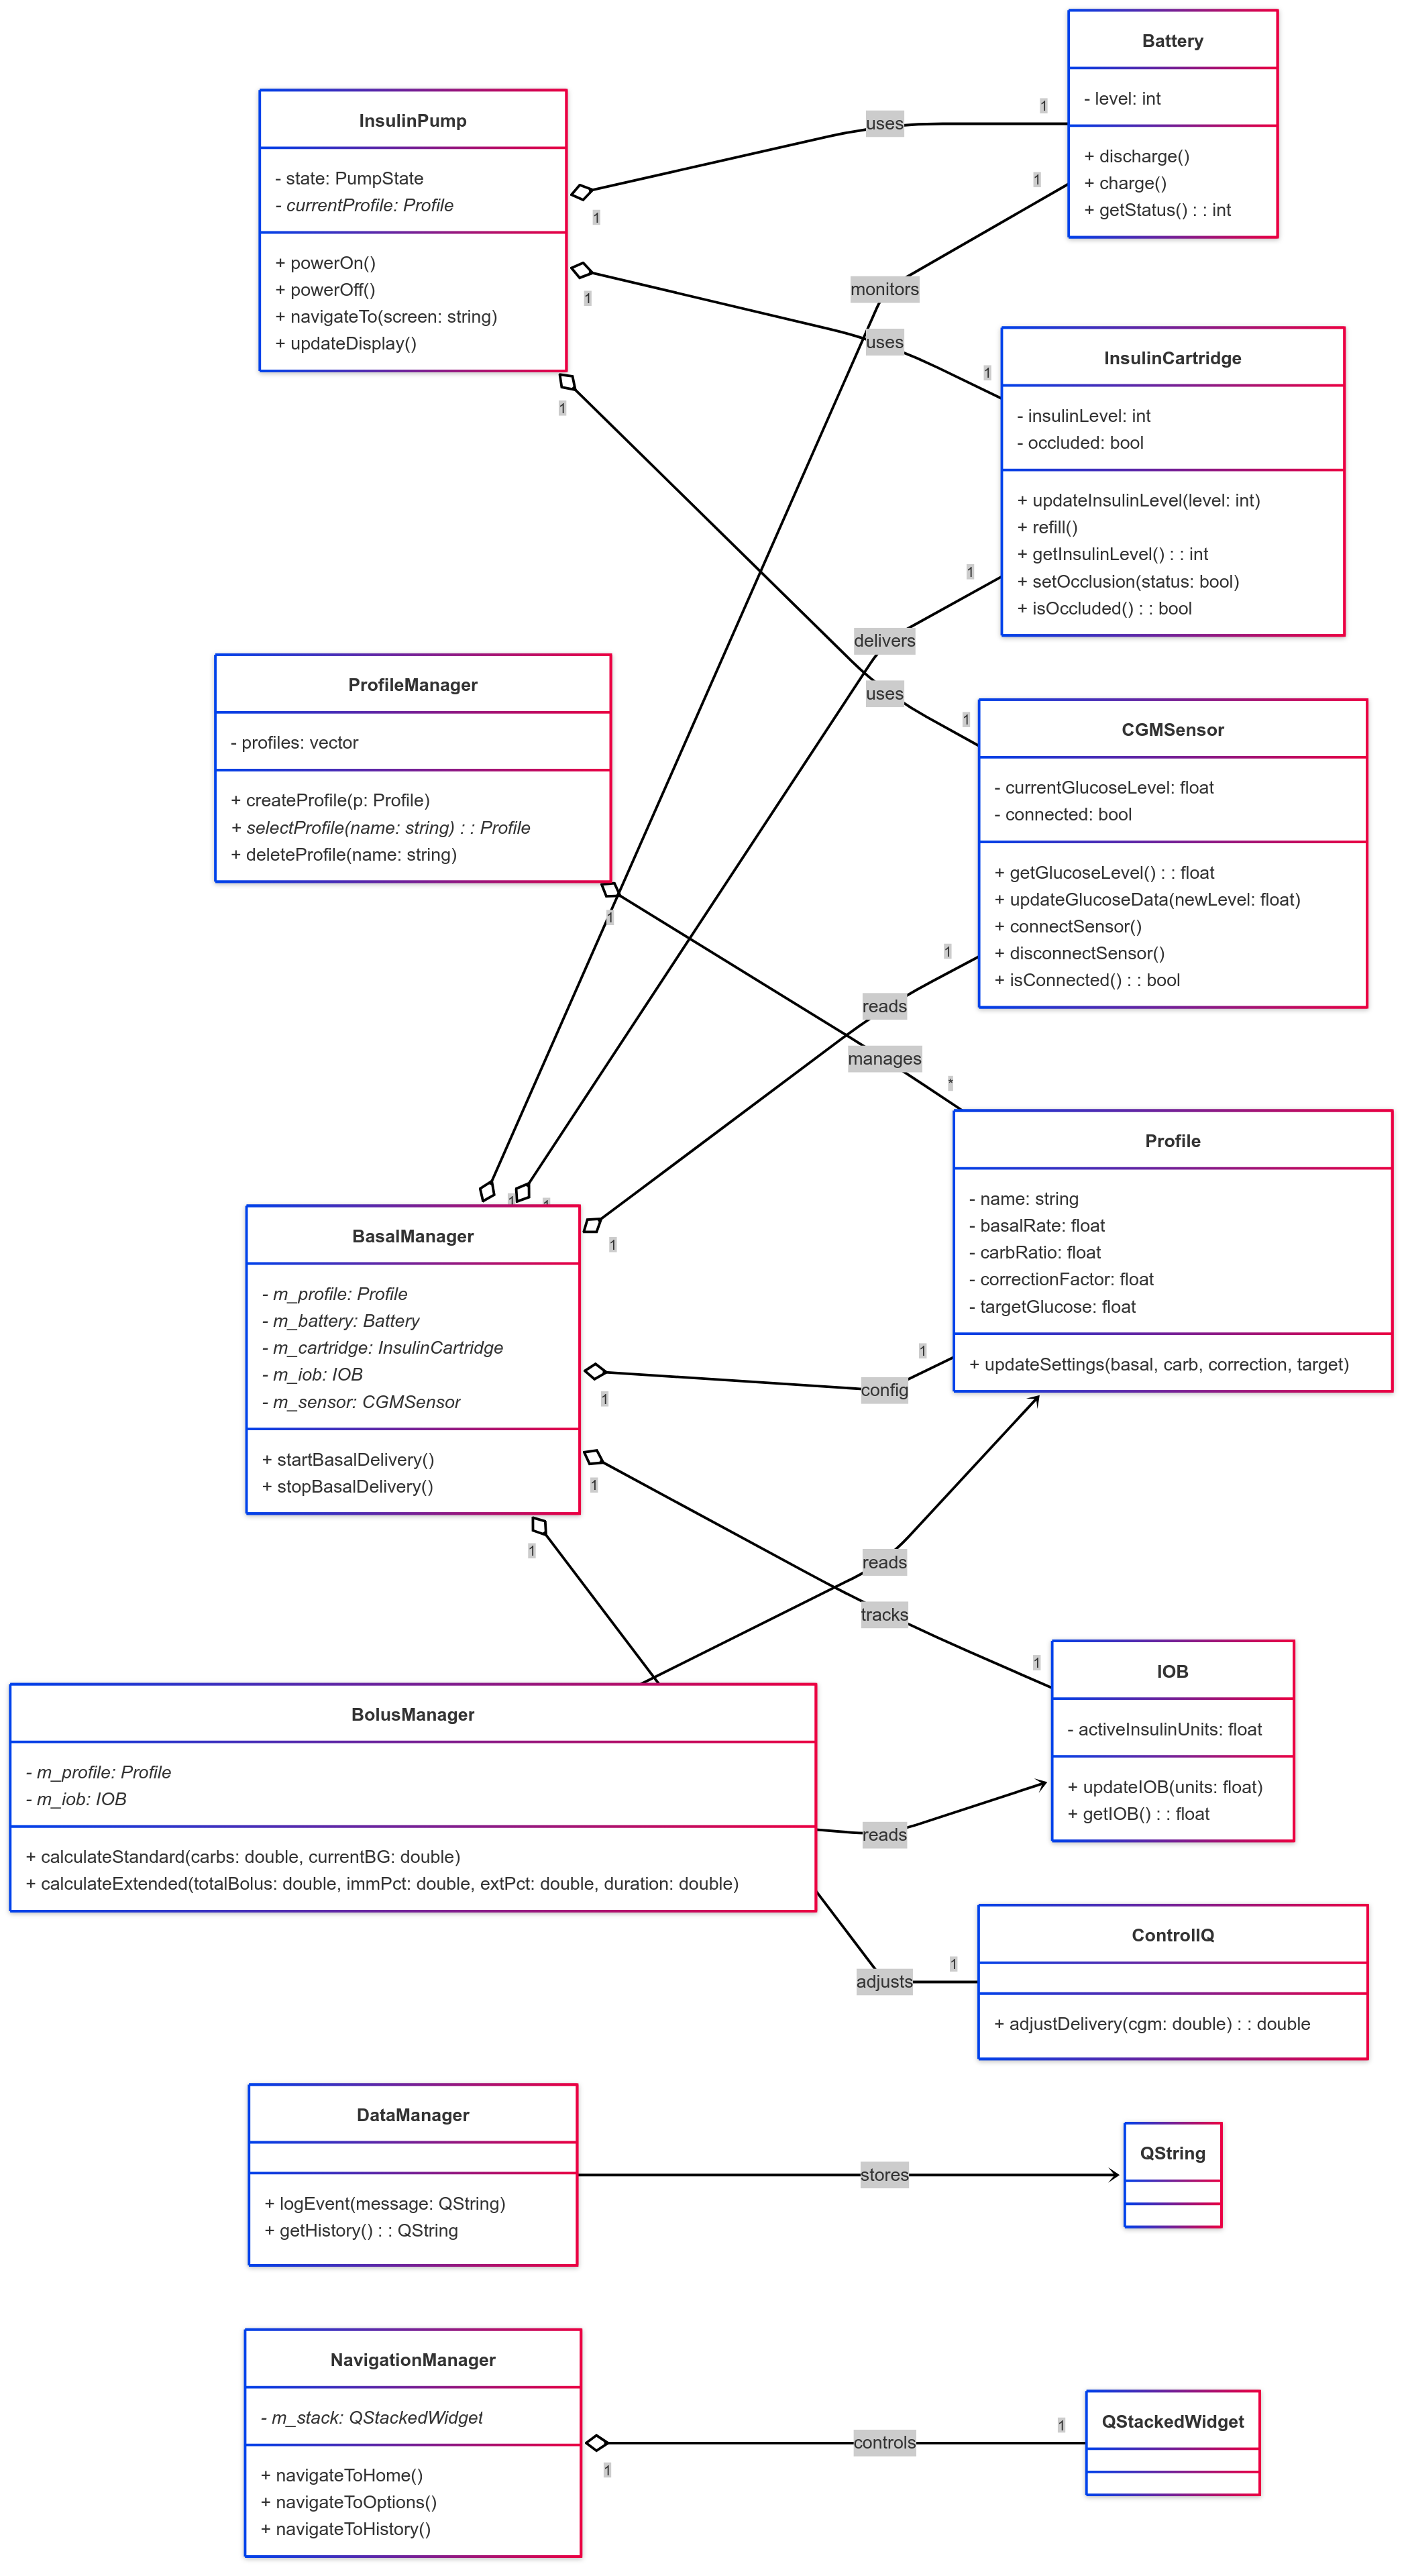 Battery
- level: int
+ discharge()
+ charge()
+ getStatus() : : int
InsulinPump
- state: PumpState
- currentProfile: Profile
+ powerOn()
+ powerOff()
+ navigateTo(screen: string)
+ updateDisplay()
uses
1
1
1
monitors
uses
1
1
1
InsulinCartridge
- insulinLevel: int
- occluded: bool
+ updateInsulinLevel(level: int)
+ refill()
+ getInsulinLevel() : : int
+ setOcclusion(status: bool)
+ isOccluded() : : bool
1
delivers
uses
1
ProfileManager
- profiles: vector
+ createProfile(p: Profile)
+ selectProfile(name: string) : : Profile
+ deleteProfile(name: string)
CGMSensor
- currentGlucoseLevel: float
- connected: bool
+ getGlucoseLevel() : : float
+ updateGlucoseData(newLevel: float)
+ connectSensor()
+ disconnectSensor()
+ isConnected() : : bool
1
1
reads
manages
*
Profile
- name: string
- basalRate: float
- carbRatio: float
- correctionFactor: float
- targetGlucose: float
+ updateSettings(basal, carb, correction, target)
1
1
1
BasalManager
- m_profile: Profile
- m_battery: Battery
- m_cartridge: InsulinCartridge
- m_iob: IOB
- m_sensor: CGMSensor
+ startBasalDelivery()
+ stopBasalDelivery()
1
config
1
1
1
reads
tracks
1
IOB
- activeInsulinUnits: float
+ updateIOB(units: float)
+ getIOB() : : float
BolusManager
- m_profile: Profile
- m_iob: IOB
+ calculateStandard(carbs: double, currentBG: double)
+ calculateExtended(totalBolus: double, immPct: double, extPct: double, duration: double)
reads
adjusts
1
ControlIQ
+ adjustDelivery(cgm: double) : : double
DataManager
+ logEvent(message: QString)
+ getHistory() : : QString
stores
QString
NavigationManager
- m_stack: QStackedWidget
+ navigateToHome()
+ navigateToOptions()
+ navigateToHistory()
1
controls
1
QStackedWidget